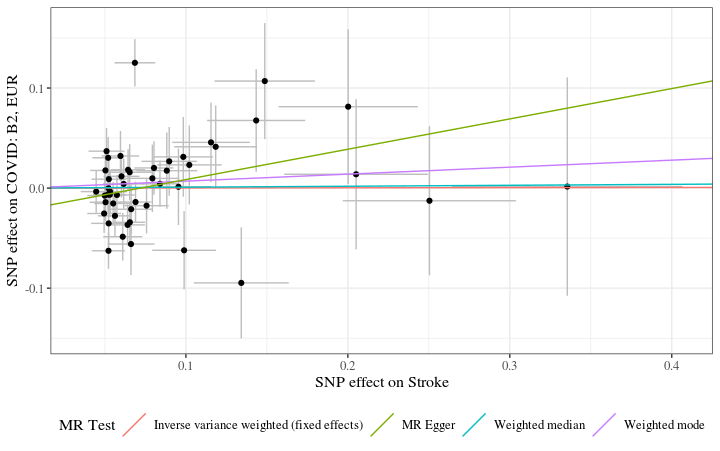 SNP effect on COVID: B2, EUR
0.1
0.0
-0.1
0.1 0.2 0.3 0.4
SNP effect on Stroke
MR Test Inverse variance weighted (fixed effects) MR Egger Weighted median Weighted mode